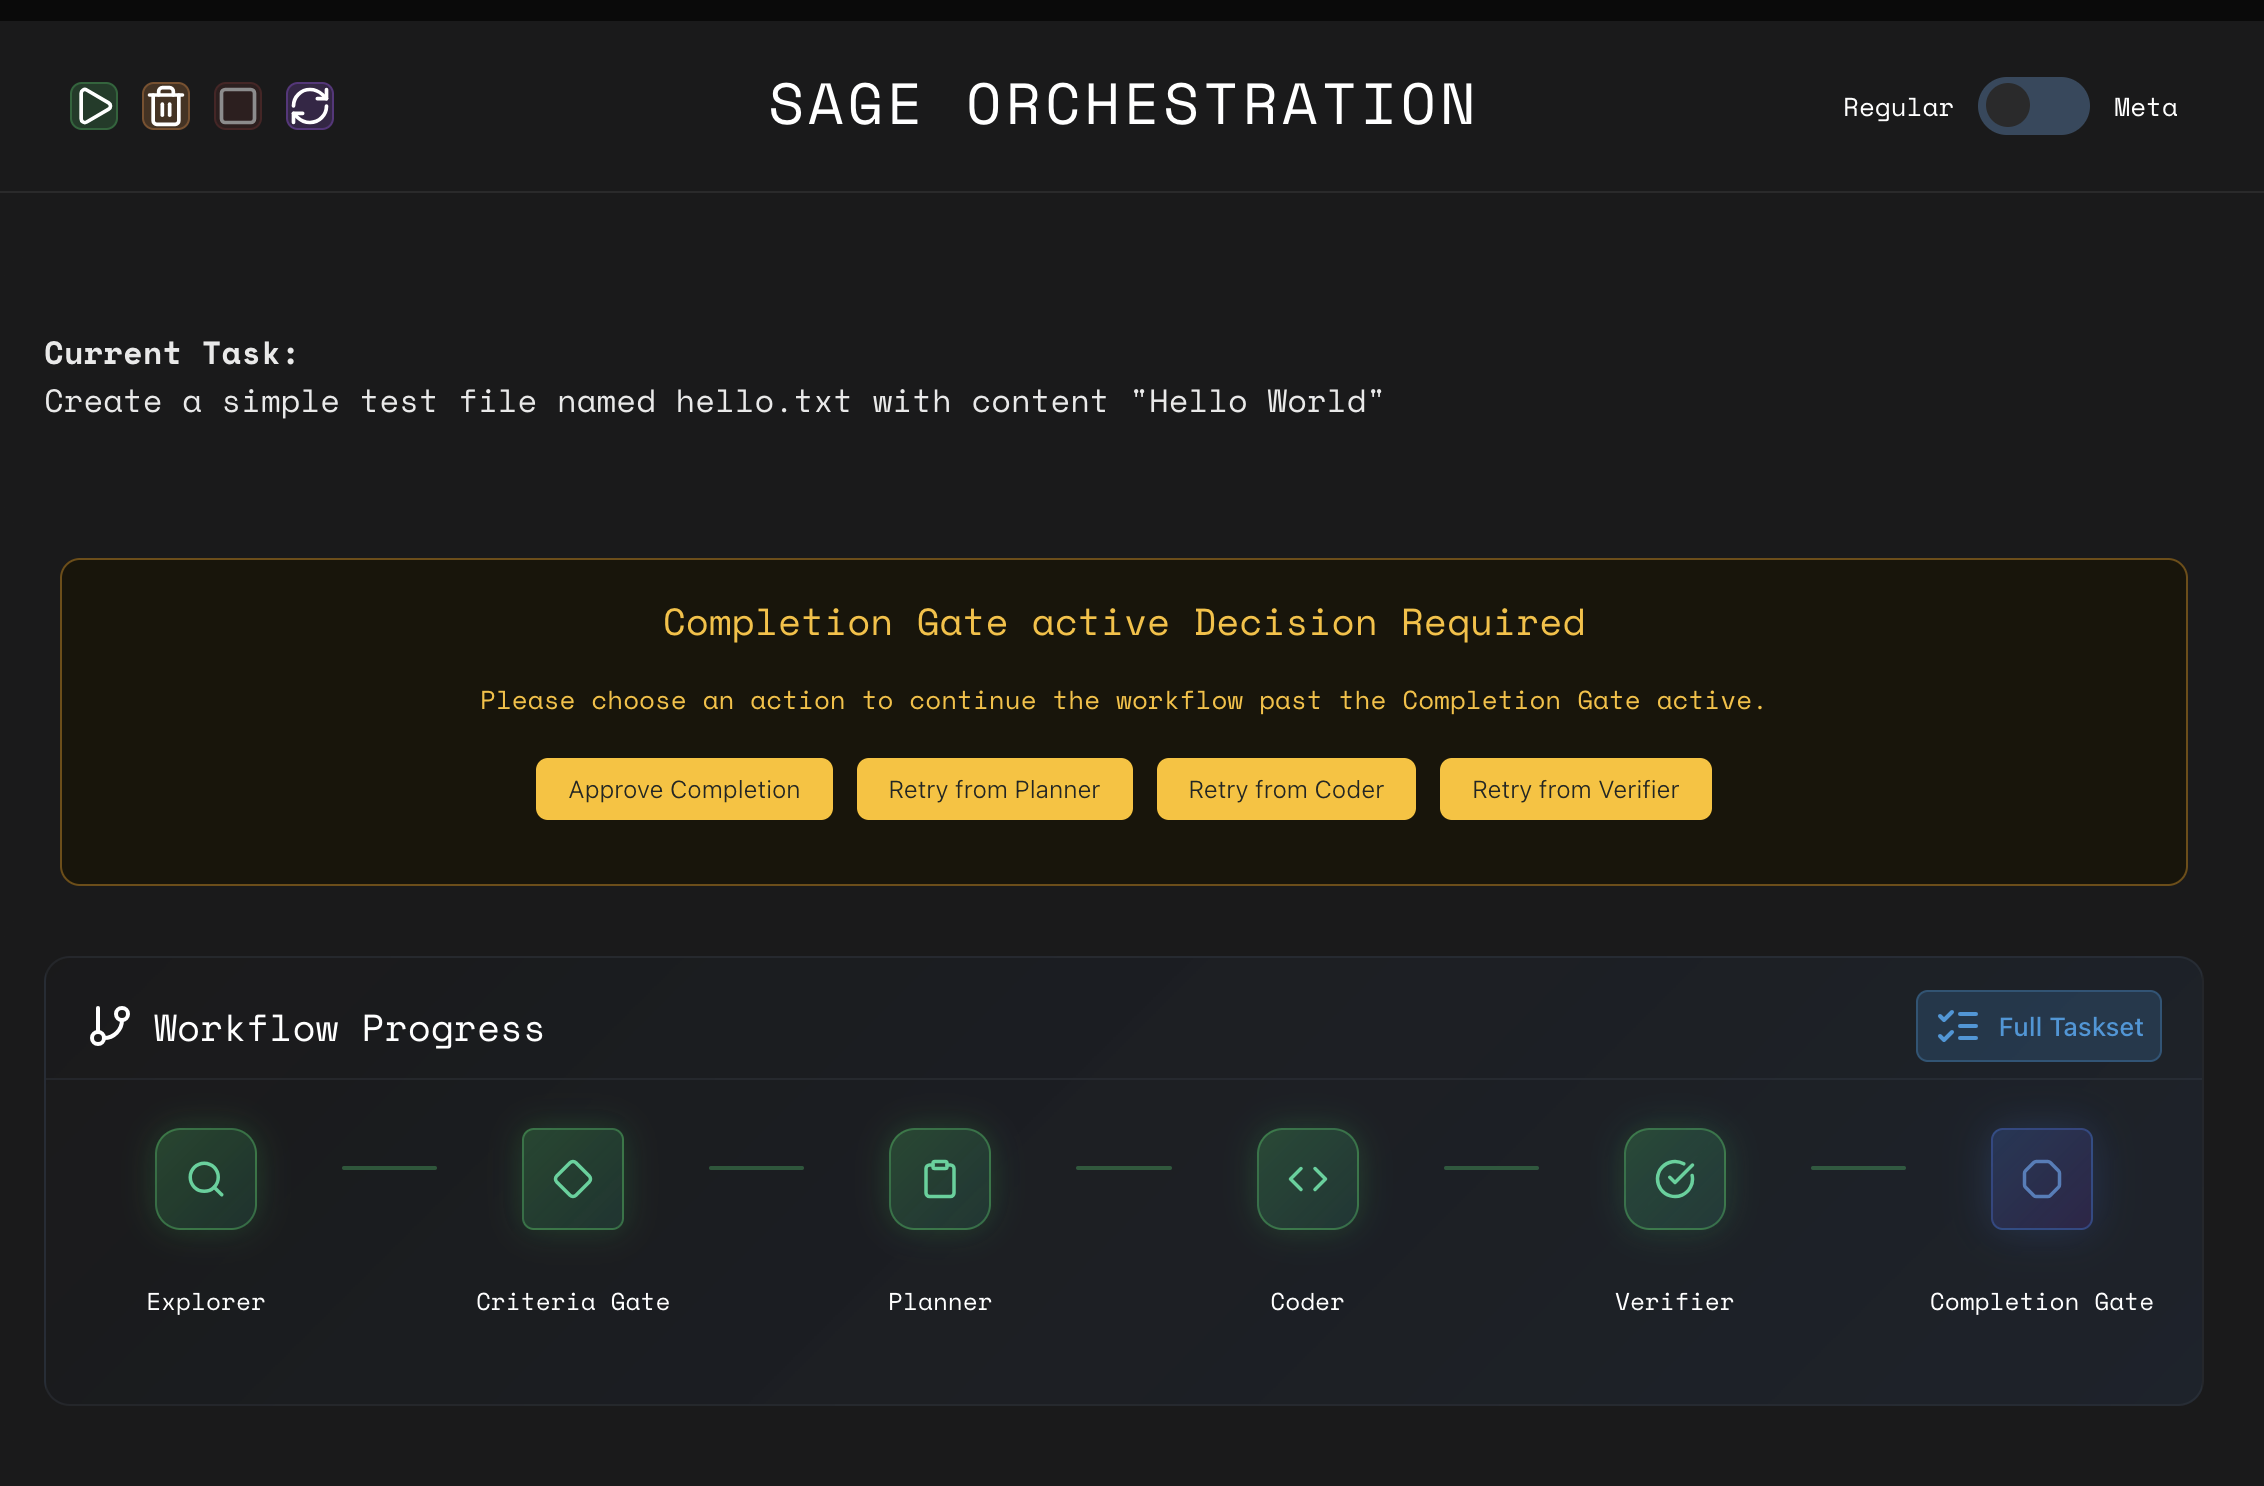 SAGE ORCHESTRATION
Regular
Meta
Current Task:
Create a simple test file named hello.txt with content "Hello World"
Completion Gate active Decision Required
Please choose an action to continue the workflow past the Completion Gate active.
Approve Completion
Retry from Planner
Retry from Coder
Retry from Verifier
Workflow Progress
Full Taskset
Explorer
Criteria Gate
Planner
Coder
Verifier
Completion Gate